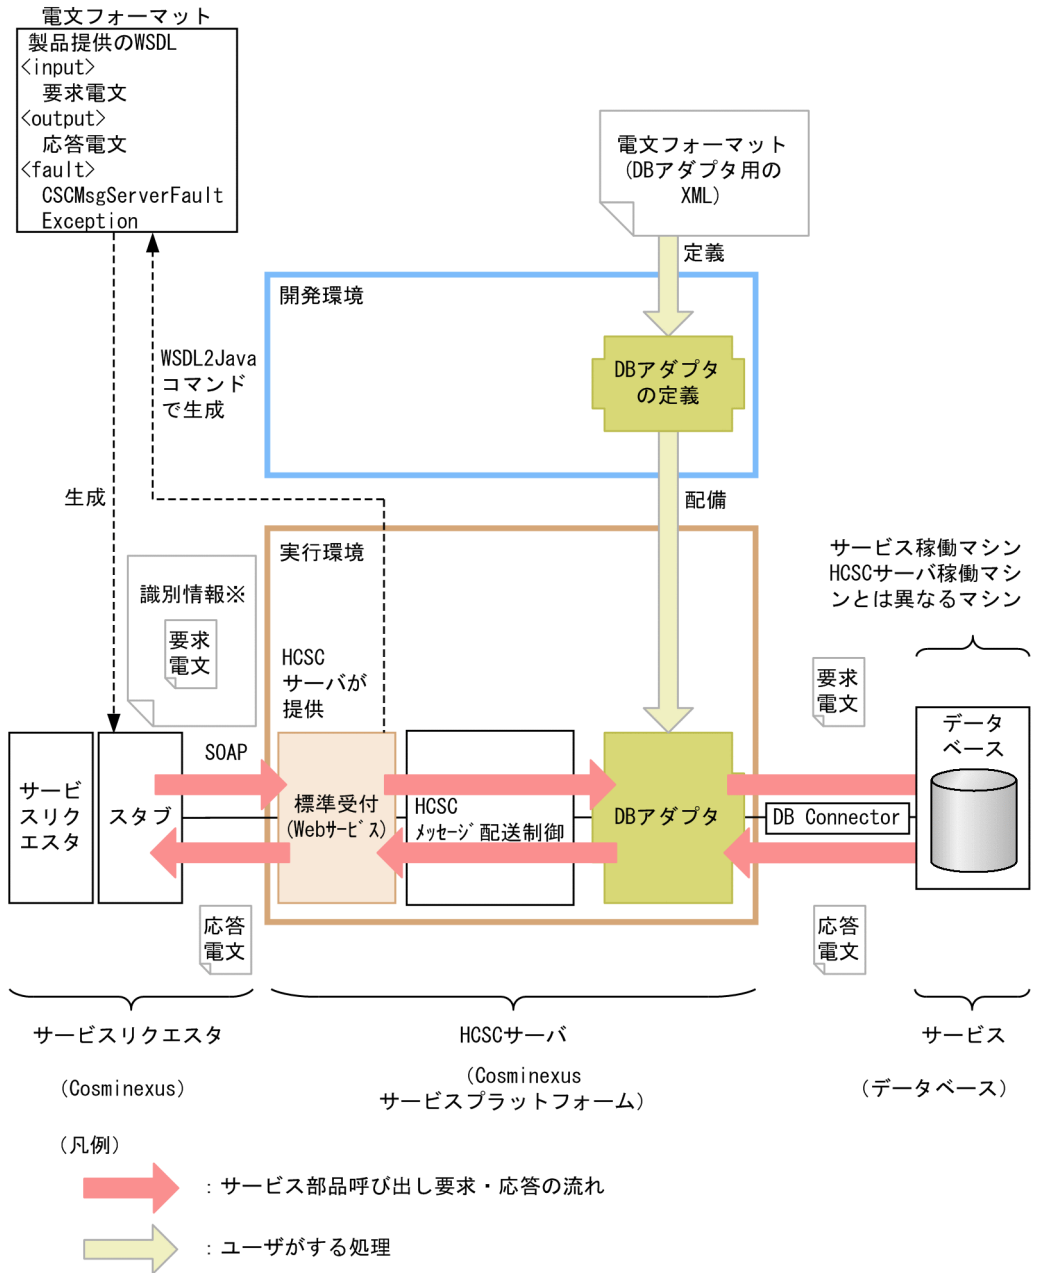 電文フォーマット
製品提供のWSDL
<input>
要求電文
<output>
応答電文
<fault>
CSCMsgServerFault
Exception
電文フォーマット
(DBアダプタ用の
XML)
定義
開発環境
WSDL2Java
コマンド
で生成
DBアダプタ
の定義
生成
配備
実行環境
サービス稼働マシン
HCSCサーバ稼働マシ
ンとは異なるマシン
識別情報※
要求
電文
HCSC
サーバが
提供
要求
電文
SOAP
データ
ベース
サービ
スリク
エスタ
スタブ
標準受付
(Webサービス)
HCSC
メッセージ配送制御
DBアダプタ
DB Connector
応答
電文
応答
電文
サービスリクエスタ
HCSCサーバ
サービス
(Cosminexus)
(Cosminexus
サービスプラットフォーム)
(データベース)
(凡例)
:サービス部品呼び出し要求・応答の流れ
:ユーザがする処理